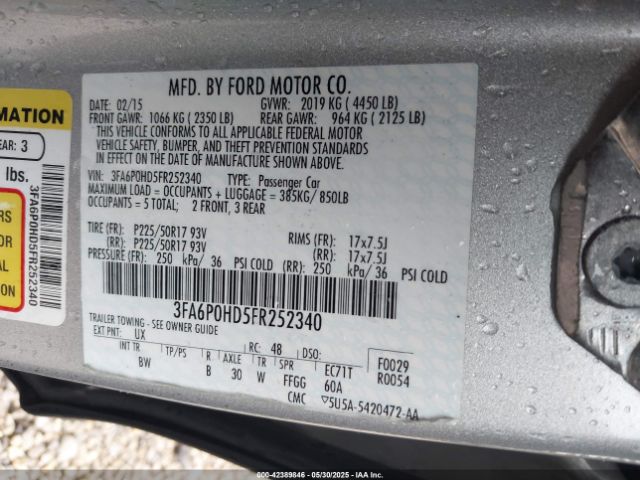 MATION
EAR: 3
lbs.
RS
R
L
ON
3FA6P0HD5FR252340
MFD. BY FORD MOTOR CO.
DATE: 02/15 GVWR: 2019 KG ( 4450 LB)
FRONT GAWR: 1066 KG ( 2350 LB) REAR GAWR: 964 KG ( 2125 LB)
THIS VEHICLE CONFORMS TO ALL APPLICABLE FEDERAL MOTOR
VEHICLE SAFETY, BUMPER, AND THEFT PREVENTION STANDARDS
IN EFFECT ON THE DATE OF MANUFACTURE SHOWN ABOVE.
VIN: 3FA6P0HD5FR252340 TYPE: Passenger Car
MAXIMUM LOAD = OCCUPANTS + LUGGAGE = 385KG/ 850LB
OCCUPANTS = 5 TOTAL; 2 FRONT, 3 REAR
TIRE (FR): P225/50R17 93V RIMS (FR): 17x7.5J
(RR): P225/50R17 93V (RR): 17x7.5J
PRESSURE (FR): 250 kPa/ 36 PSI COLD (RR): 250 kPa/ 36 PSI COLD
3FA6P0HD5FR252340
TRAILER TOWING - SEE OWNER GUIDE
EXT PNT: UX RC: 48 DSO: F0029
INT TR TP/PS R AXLE TR SPR EC71T R0054
BW B 30 W FFGG 60A
CMC ▽5U5A-5420472-AA
000-42389846 - 05/30/2025 - IAAI.CA